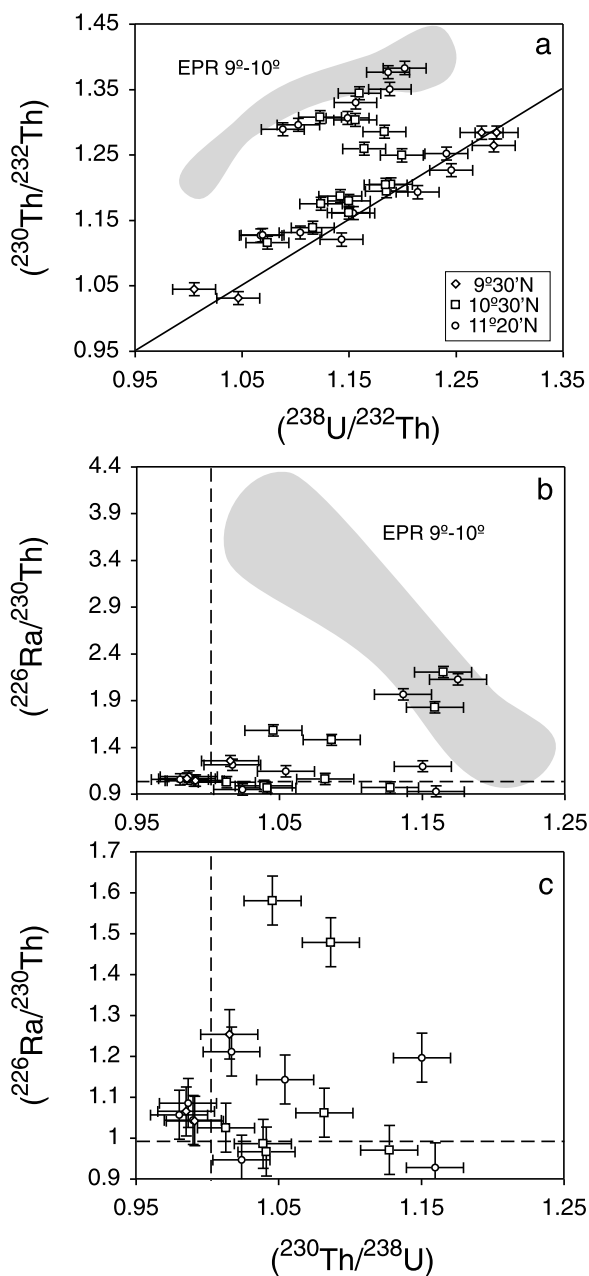 1.45
a
EPR 9º-10º
1.35
1.25
1.15
1.05
0.95
(²³⁰Th/²³²Th)
9º30'N
10º30'N
11º20'N
0.95 1.05 1.15 1.25 1.35
(²³⁸U/²³²Th)
4.4
b
3.9
EPR 9º-10º
3.4
2.9
2.4
1.9
1.4
0.9
(²²⁶Ra/²³⁰Th)
0.95 1.05 1.15 1.25
1.7
c
1.6
1.5
1.4
1.3
1.2
1.1
1
0.9
(²²⁶Ra/²³⁰Th)
0.95 1.05 1.15 1.25
(²³⁰Th/²³⁸U)